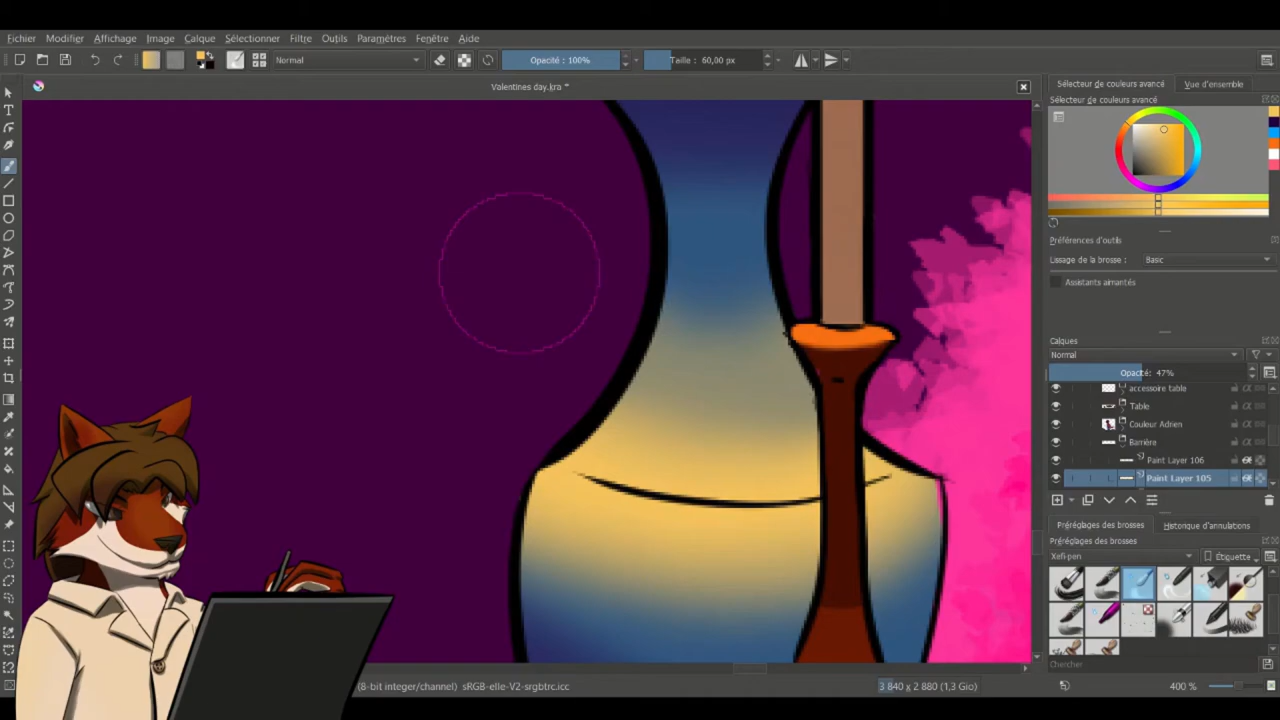 Fichier Modifier Affichage Image Calque Sélectionner Filtre Outils Paramètres Fenêtre Aide
Normal Opacité : 100% Taille : 60,00 px
Valentines day.kra *
Sélecteur de couleurs avancé Vue d'ensemble
Sélecteur de couleurs avancé
Préférences d'outils
Lissage de la brosse : Basic
Assistants aimantés
Calques
Normal
Opacité : 47%
accessoire table
Table
Couleur Adrien
Barrière
Paint Layer 106
Paint Layer 105
Préréglages des brosses Historique d'annulations
Préréglages des brosses
Xefi-pen Étiquette
Chercher
(8-bit integer/channel) sRGB-elle-V2-srgbtrc.icc 3 840 x 2 880 (1,3 Gio) 400 %